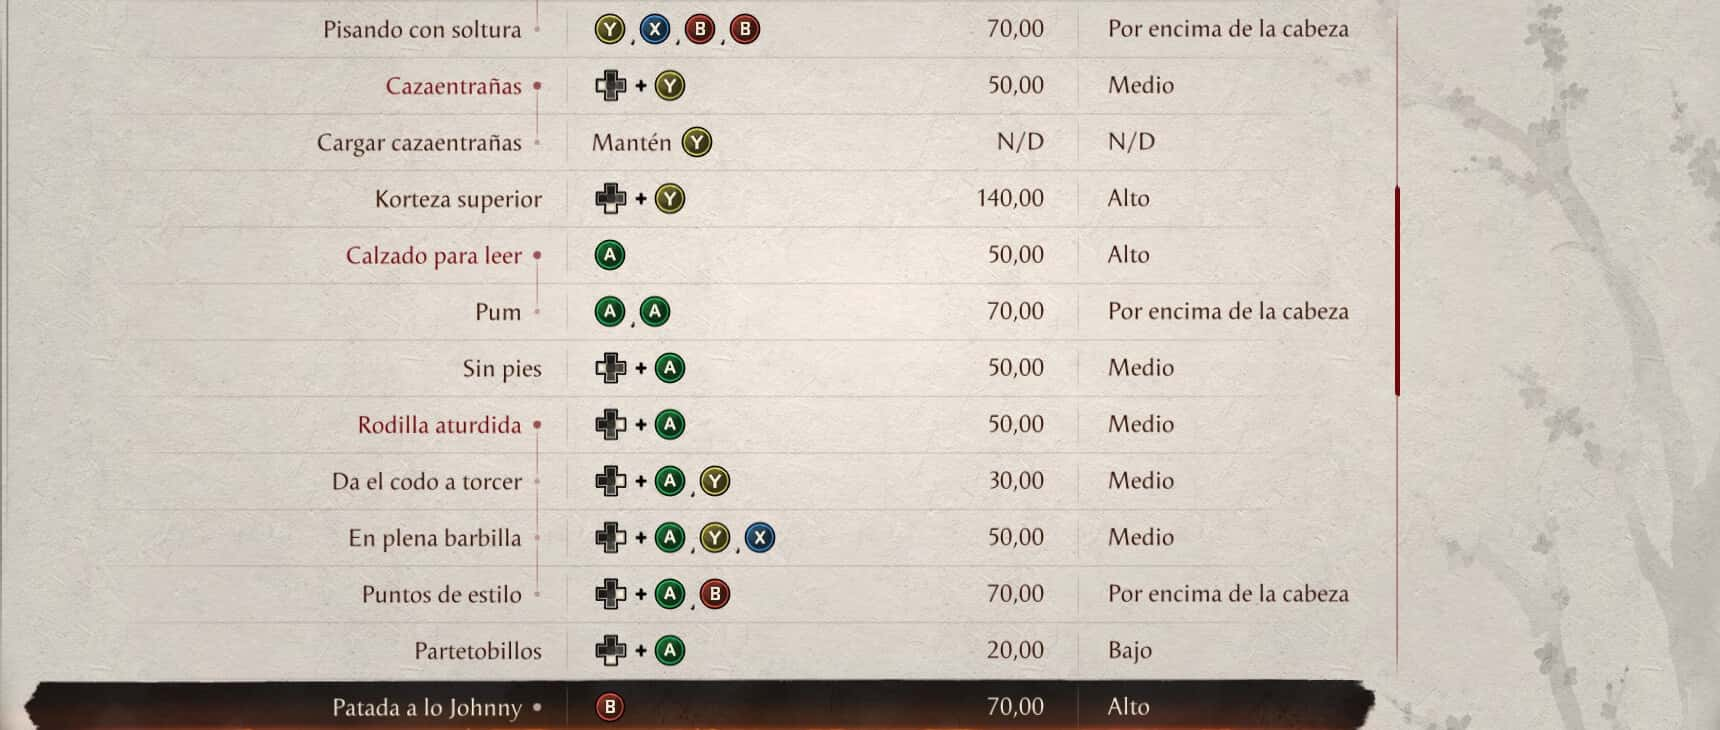 Pisando con soltura Y , X , B , B 70,00 Por encima de la cabeza
Cazaentrañas + Y 50,00 Medio
Cargar cazaentrañas Mantén Y N/D N/D
Korteza superior + Y 140,00 Alto
Calzado para leer A 50,00 Alto
Pum A , A 70,00 Por encima de la cabeza
Sin pies + A 50,00 Medio
Rodilla aturdida + A 50,00 Medio
Da el codo a torcer + A , Y 30,00 Medio
En plena barbilla + A , Y , X 50,00 Medio
Puntos de estilo + A , B 70,00 Por encima de la cabeza
Partetobillos + A 20,00 Bajo
Patada a lo Johnny B 70,00 Alto